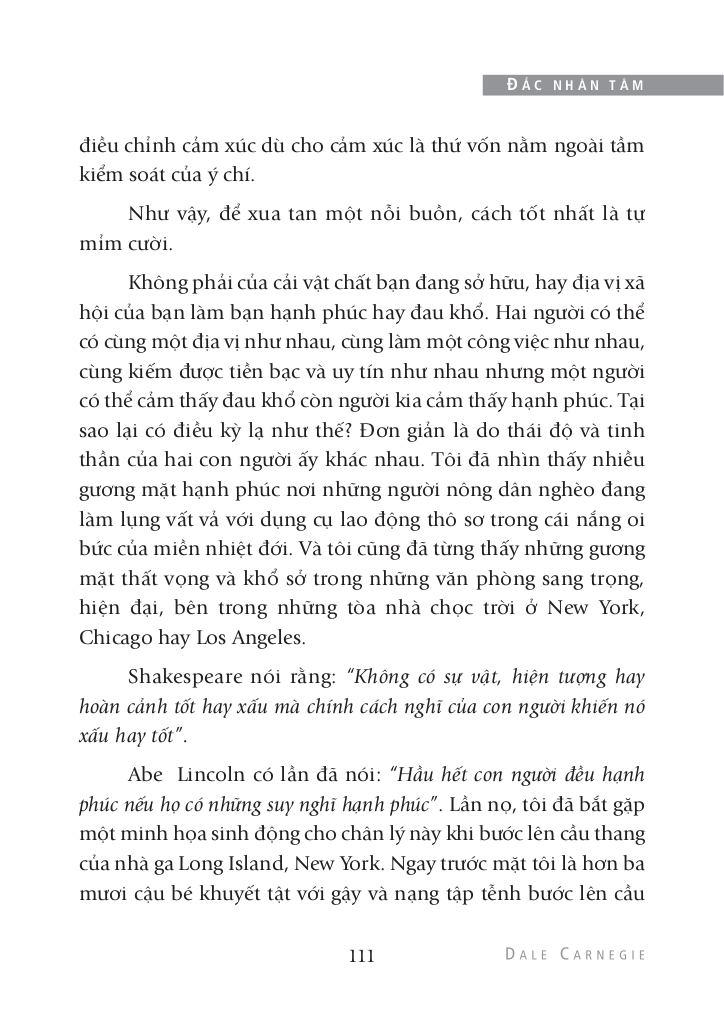 ĐẮC NHÂN TÂM
điều chỉnh cảm xúc dù cho cảm xúc là thứ vốn nằm ngoài tầm
kiểm soát của ý chí.
Như vậy, để xua tan một nỗi buồn, cách tốt nhất là tự
mỉm cười.
Không phải của cải vật chất bạn đang sở hữu, hay địa vị xã
hội của bạn làm bạn hạnh phúc hay đau khổ. Hai người có thể
có cùng một địa vị như nhau, cùng làm một công việc như nhau,
cùng kiếm được tiền bạc và uy tín như nhau nhưng một người
có thể cảm thấy đau khổ còn người kia cảm thấy hạnh phúc. Tại
sao lại có điều kỳ lạ như thế? Đơn giản là do thái độ và tinh
thần của hai con người ấy khác nhau. Tôi đã nhìn thấy nhiều
gương mặt hạnh phúc nơi những người nông dân nghèo đang
làm lụng vất vả với dụng cụ lao động thô sơ trong cái nắng oi
bức của miền nhiệt đới. Và tôi cũng đã từng thấy những gương
mặt thất vọng và khổ sở trong những văn phòng sang trọng,
hiện đại, bên trong những tòa nhà chọc trời ở New York,
Chicago hay Los Angeles.
Shakespeare nói rằng: “Không có sự vật, hiện tượng hay
hoàn cảnh tốt hay xấu mà chính cách nghĩ của con người khiến nó
xấu hay tốt”.
Abe Lincoln có lần đã nói: “Hầu hết con người đều hạnh
phúc nếu họ có những suy nghĩ hạnh phúc”. Lần nọ, tôi đã bắt gặp
một minh họa sinh động cho chân lý này khi bước lên cầu thang
của nhà ga Long Island, New York. Ngay trước mặt tôi là hơn ba
mươi cậu bé khuyết tật với gậy và nạng tập tễnh bước lên cầu
111
DALE CARNEGIE